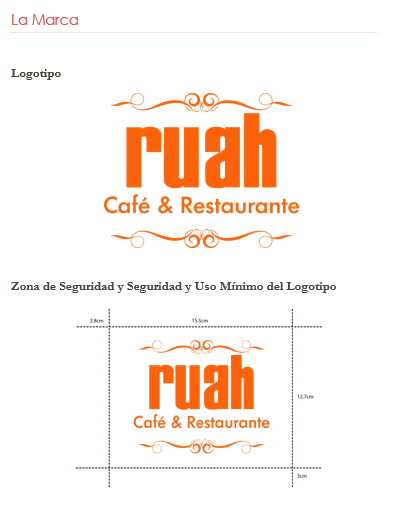 La Marca
Logotipo
ruah
Café & Restaurante
Zona de Seguridad y Seguridad y Uso Mínimo del Logotipo
2.8cm
15.5cm
ruah
Café & Restaurante
12.7cm
3cm